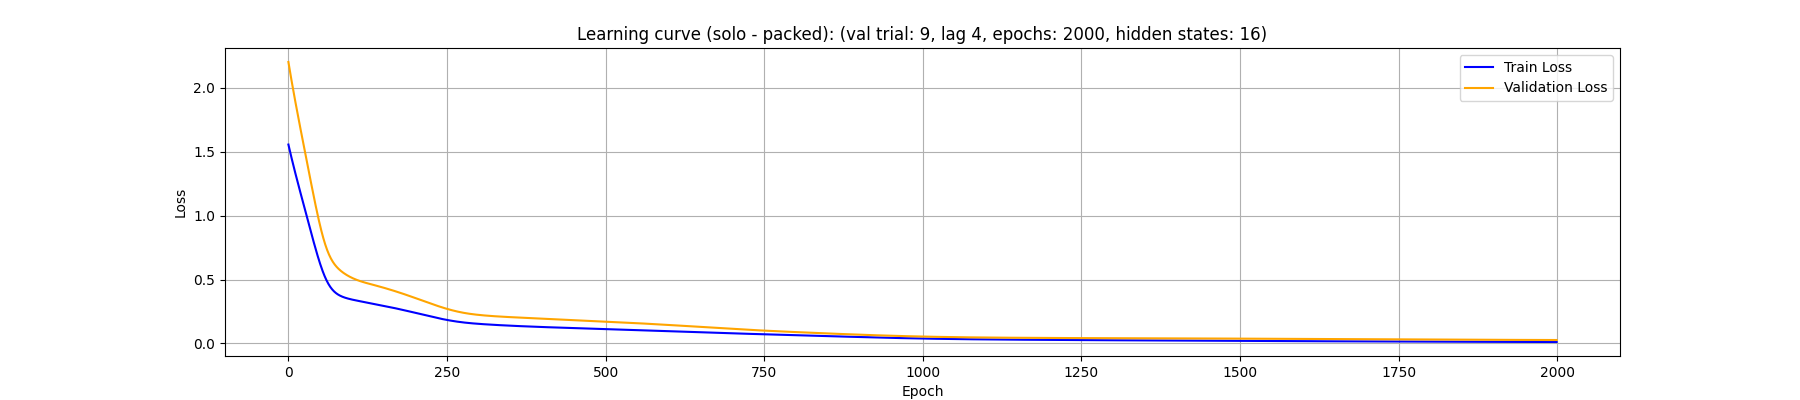 Learning curve (solo - packed): (val trial: 9, lag 4, epochs: 2000, hidden states: 16)
Train Loss
Validation Loss
Loss
2.0
1.5
1.0
0.5
0.0
0 250 500 750 1000 1250 1500 1750 2000
Epoch